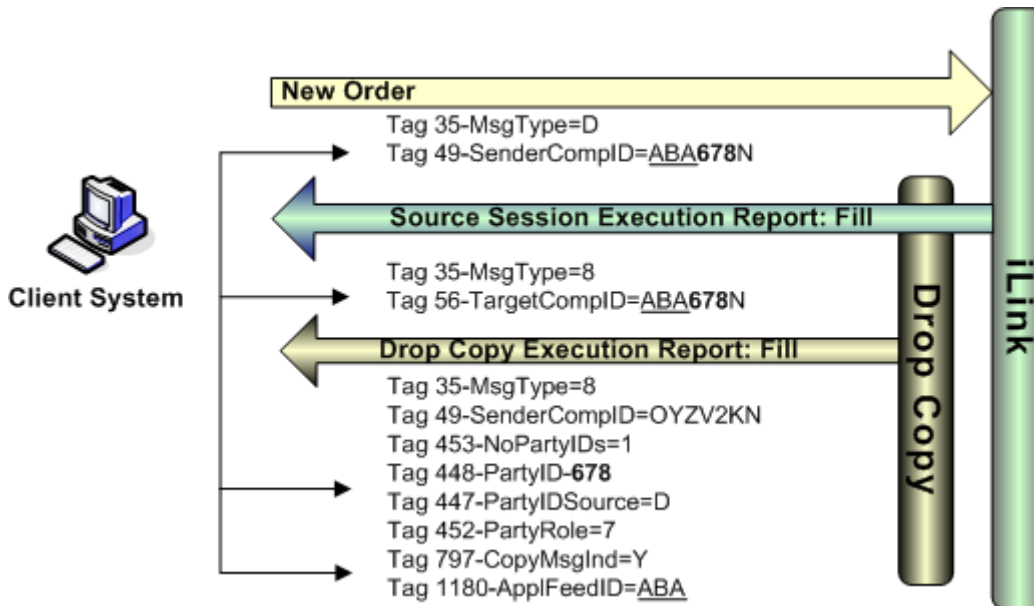 New Order
Tag 35-MsgType=D
Tag 49-SenderCompID=ABA678N
Source Session Execution Report: Fill
Tag 35-MsgType=8
Tag 56-TargetCompID=ABA678N
Client System
Drop Copy Execution Report: Fill
Tag 35-MsgType=8
Tag 49-SenderCompID=OYZV2KN
Tag 453-NoPartyIDs=1
Tag 448-PartyID-678
Tag 447-PartyIDSource=D
Tag 452-PartyRole=7
Tag 797-CopyMsgInd=Y
Tag 1180-ApplFeedID=ABA
Drop Copy
iLink